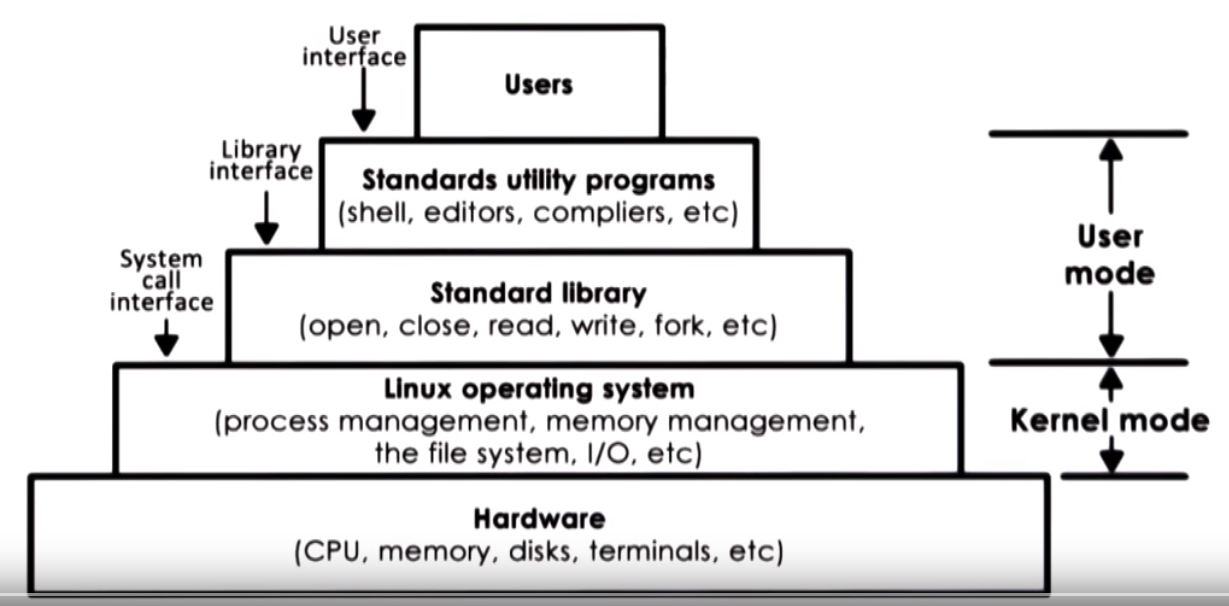 User
interface
Users
Library
interface
Standards utility programs
(shell, editors, compliers, etc)
System
call
interface
Standard library
(open, close, read, write, fork, etc)
User
mode
Linux operating system
(process management, memory management,
the file system, I/O, etc)
Kernel mode
Hardware
(CPU, memory, disks, terminals, etc)